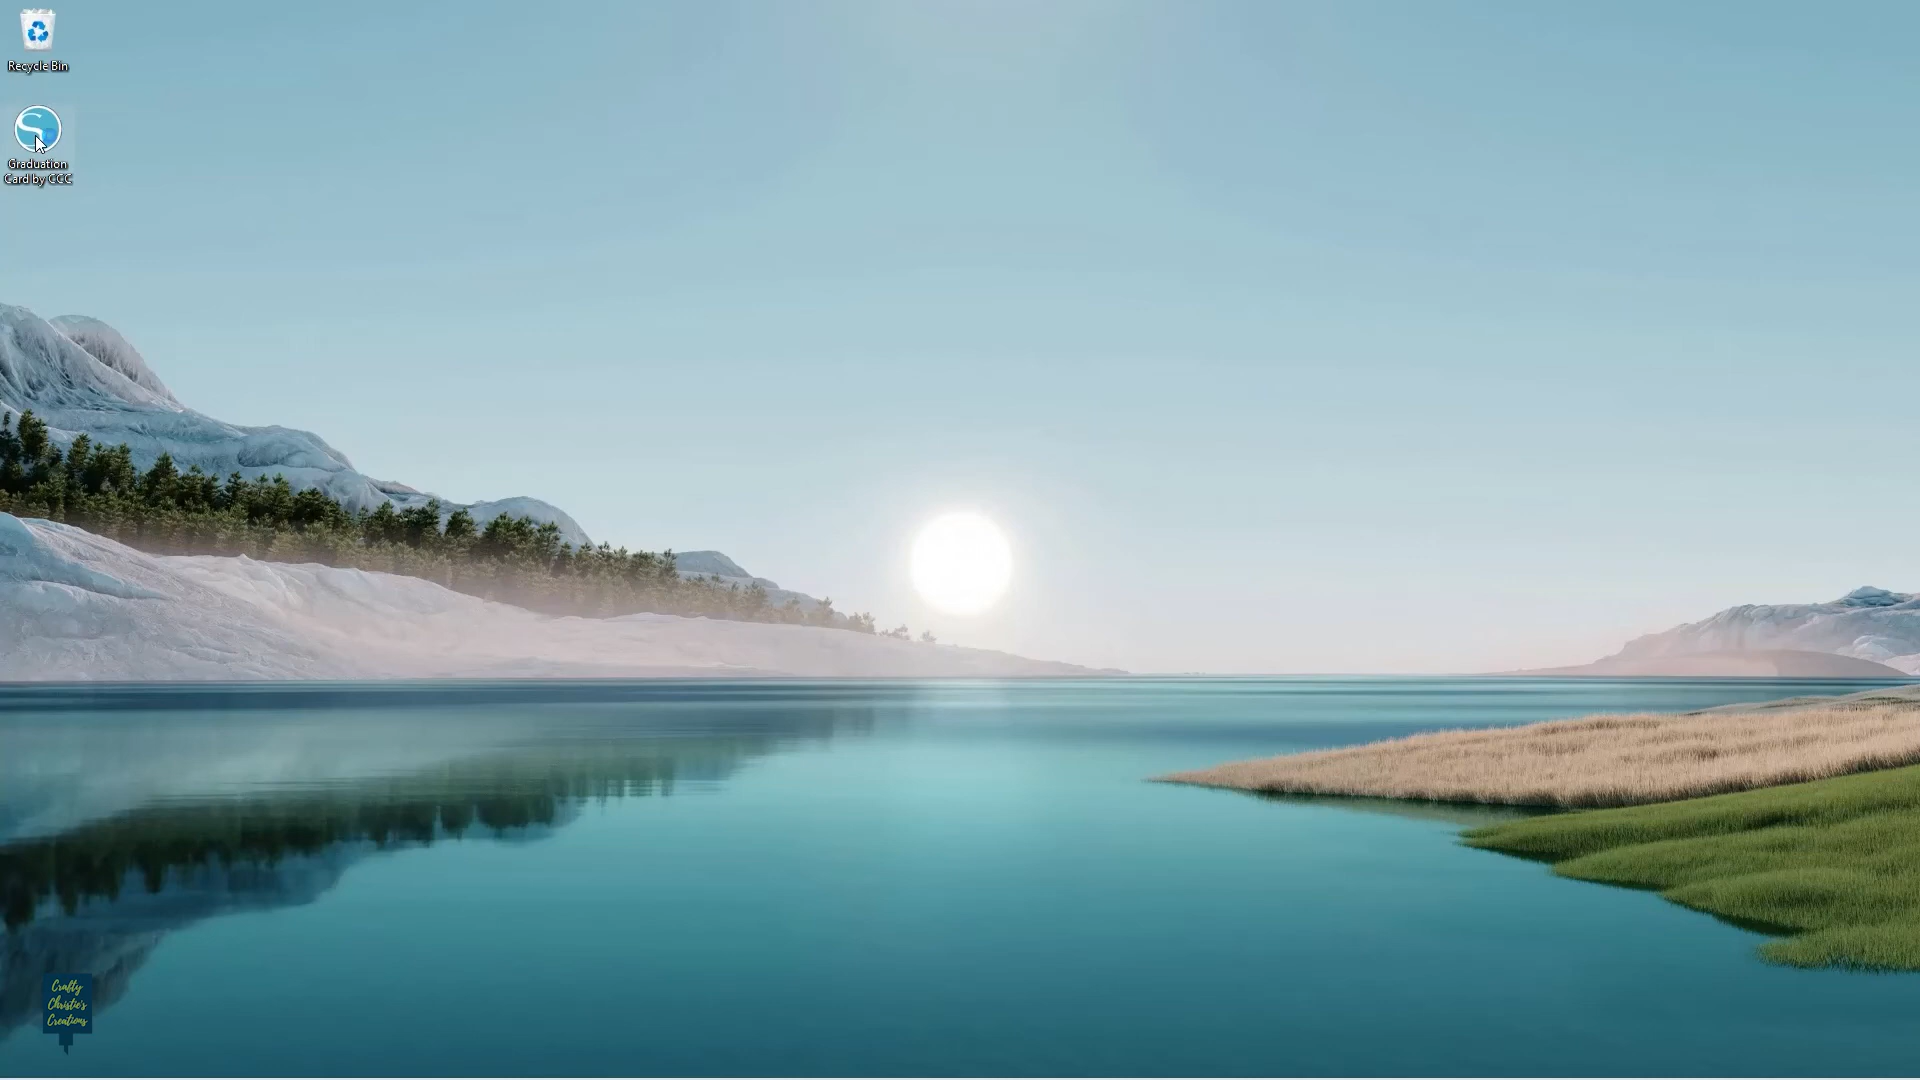 Recycle Bin
Graduation
Card by CCC
Crafty
Christie's
Creations